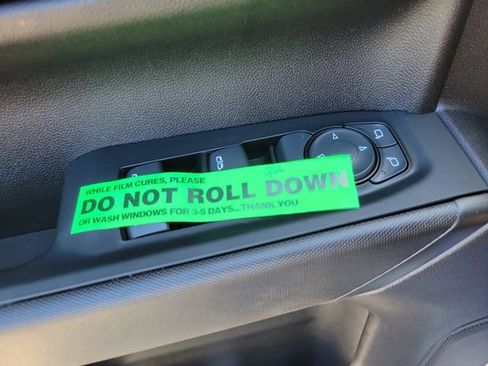 WHILE FILM CURES, PLEASE
DO NOT ROLL DOWN
OR WASH WINDOWS FOR 3-5 DAYS...THANK YOU